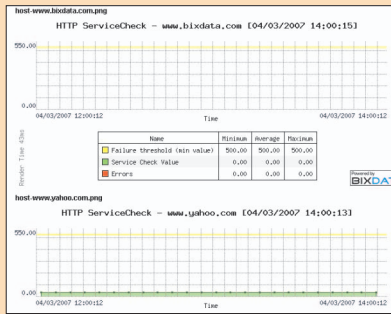 host-www.bixdata.com.png
HTTP ServiceCheck - www.bixdata.com [04/03/2007 14:00:15]
550.00
0.00
04/03/2007 12:00:12
Time
04/03/2007 14:00:12
Render Time 43ms
Name Minimum Average Maximum
Failure threshold (min value) 500.00 500.00 500.00
Service Check Value 0.00 0.00 0.00
Errors 0.00 0.00 0.00
Powered by
BIXDA
host-www.yahoo.com.png
HTTP ServiceCheck - www.yahoo.com [04/03/2007 14:00:13]
550.00
0.00
04/03/2007 12:00:12
Time
04/03/2007 14:00:12